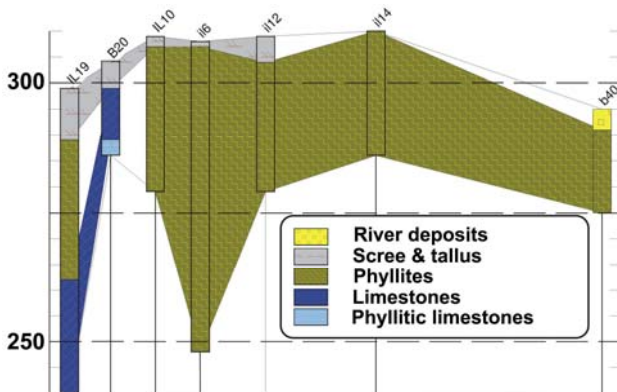 IL19
B20
IL10
il6
il12
il14
b40
300
250
River deposits
Scree & tallus
Phyllites
Limestones
Phyllitic limestones